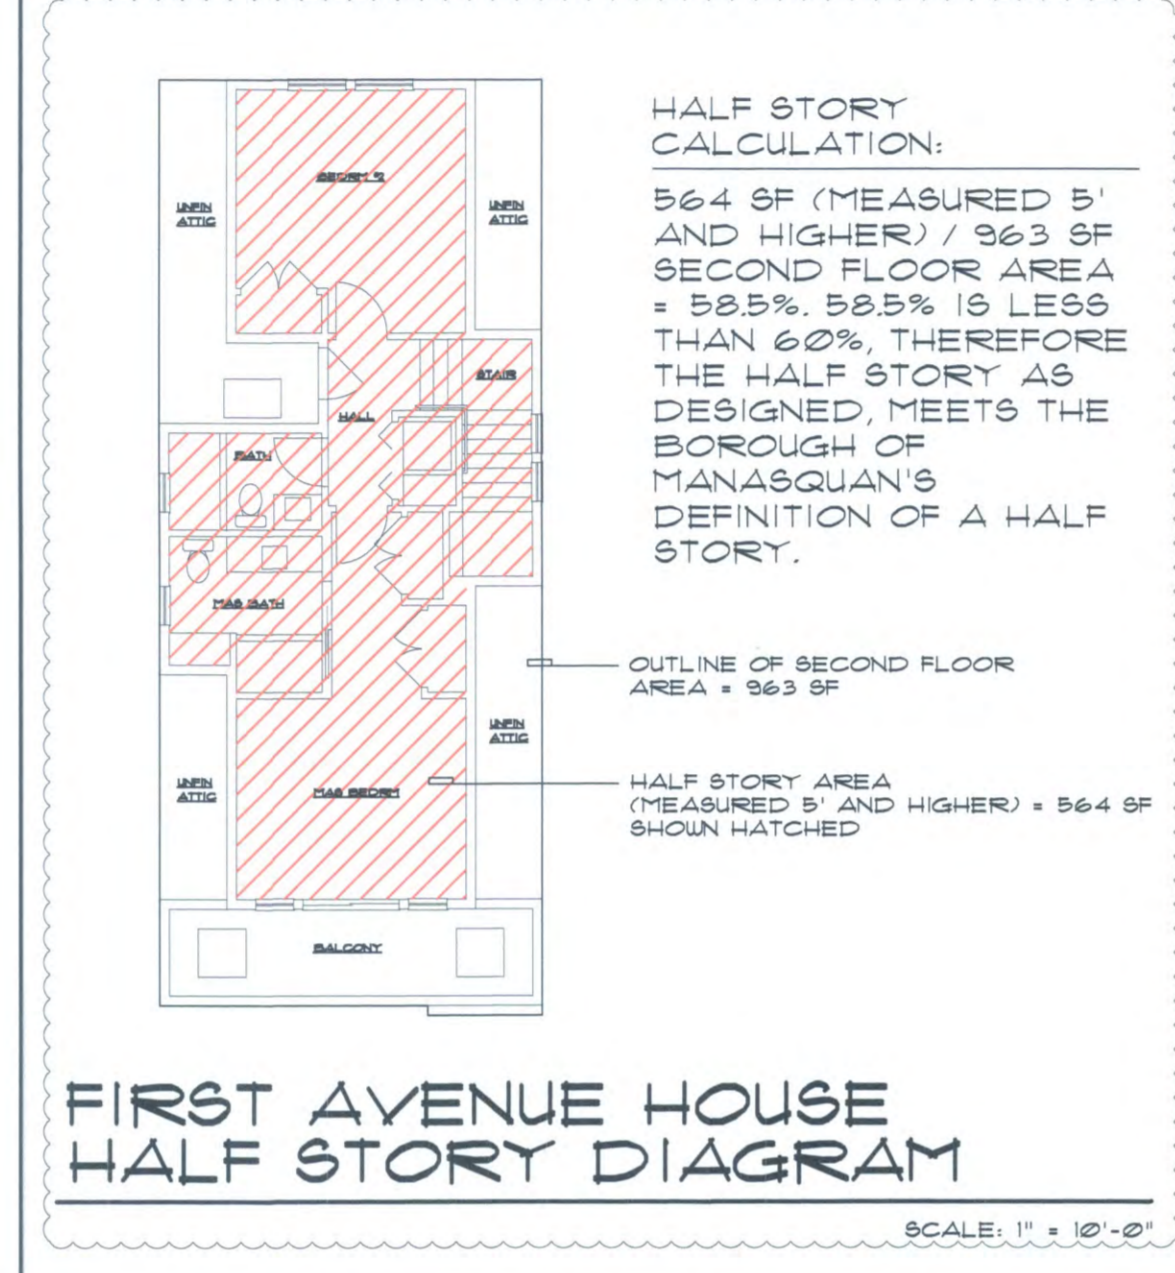 HALF STORY
CALCULATION:
564 SF (MEASURED 5'
AND HIGHER) / 963 SF
SECOND FLOOR AREA
= 58.5%. 58.5% IS LESS
THAN 60%, THEREFORE
THE HALF STORY AS
DESIGNED, MEETS THE
BOROUGH OF
MANASQUAN'S
DEFINITION OF A HALF
STORY.
BEDRM #2
UNFIN
ATTIC
UNFIN
ATTIC
STAIR
HALL
BATH
MAS BATH
OUTLINE OF SECOND FLOOR
AREA = 963 SF
UNFIN
ATTIC
UNFIN
ATTIC
MAS BEDRM
HALF STORY AREA
(MEASURED 5' AND HIGHER) = 564 SF
SHOWN HATCHED
BALCONY
FIRST AVENUE HOUSE
HALF STORY DIAGRAM
SCALE: 1" = 10'-0"